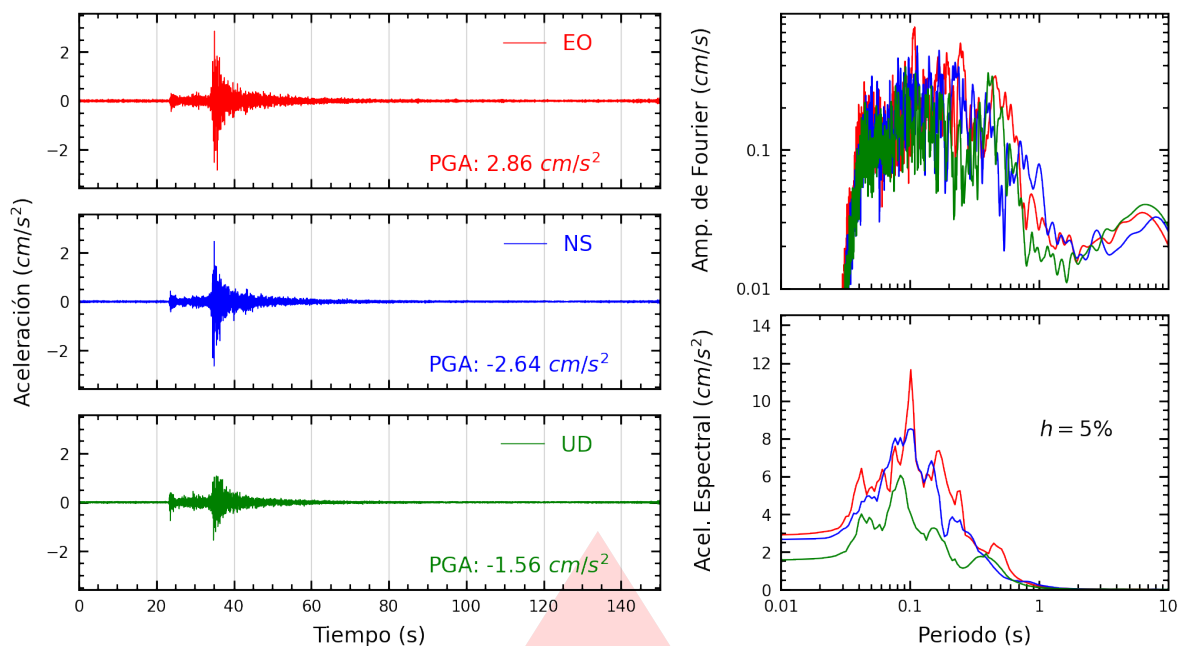 Aceleración (cm/s²)
2
0
−2
EO
PGA: 2.86 cm/s²
2
0
−2
NS
PGA: -2.64 cm/s²
2
0
−2
UD
PGA: -1.56 cm/s²
0 20 40 60 80 100 120 140
Tiempo (s)
Amp. de Fourier (cm/s)
0.1
0.01
Acel. Espectral (cm/s²)
14
12
10
8
6
4
2
0
h = 5%
0.01 0.1 1 10
Periodo (s)